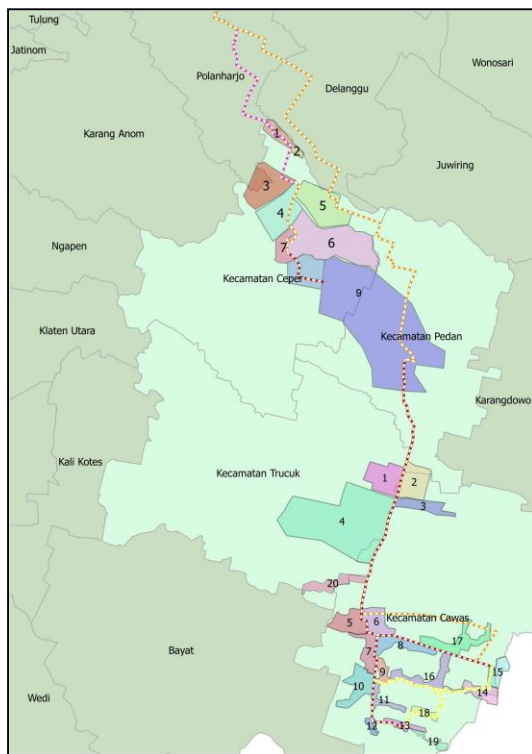 Tulung
Jatinom
Wonosari
Polanharjo
Delanggu
Karang Anom
1
2
Juwiring
3
5
4
Ngapen
7
6
Kecamatan Ceper
9
Klaten Utara
Kecamatan Pedan
Karangdowo
Kali Kotes
Kecamatan Trucuk
1
2
3
4
20
Kecamatan Cawas
5
6
17
Bayat
7
8
9
16
15
10
14
Wedi
11
18
12
13
19